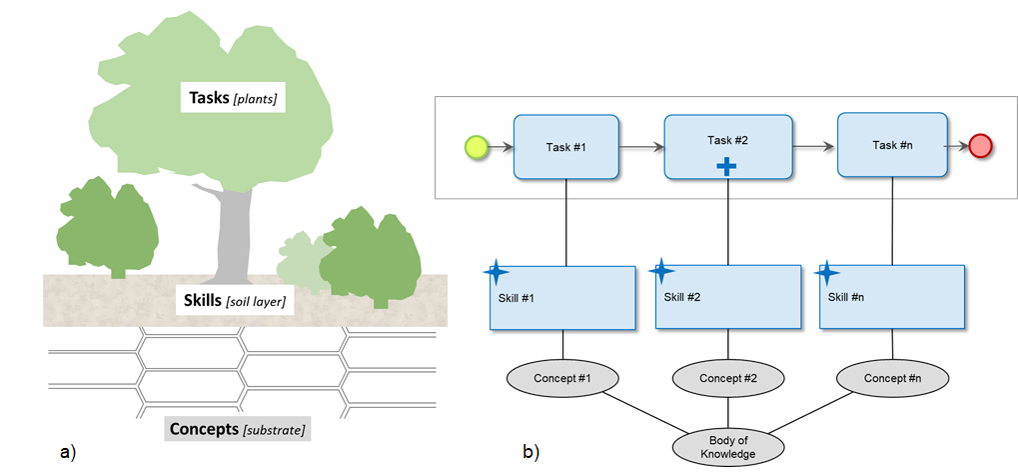 Tasks [plants]
Skills [soil layer]
Concepts [substrate]
a)
Task #1
Task #2
Task #n
Skill #1
Skill #2
Skill #n
Concept #1
Concept #2
Concept #n
Body of
Knowledge
b)